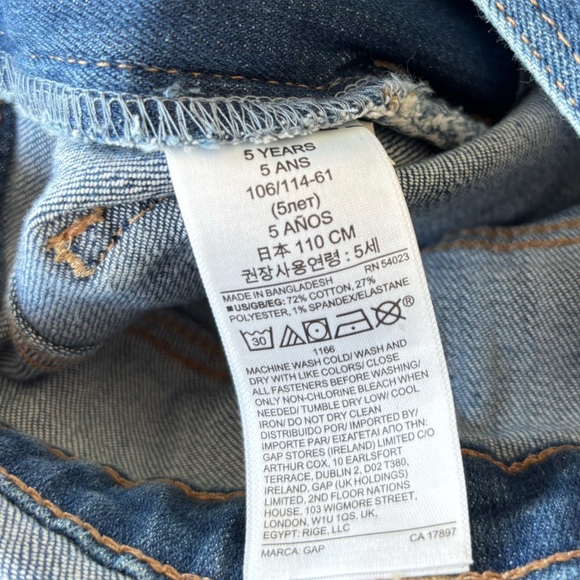 5 YEARS
5 ANS
106/114-61
(5лет)
5 AÑOS
日本 110 CM
권장사용연령 : 5세
MADE IN BANGLADESH RN 54023
■US/GB/EG: 72% COTTON, 27%
POLYESTER, 1% SPANDEX/ELASTANE
30
1166
MACHINE WASH COLD/ WASH AND
DRY WITH LIKE COLORS/ CLOSE
ALL FASTENERS BEFORE WASHING/
ONLY NON-CHLORINE BLEACH WHEN
NEEDED/ TUMBLE DRY LOW/ COOL
IRON/ DO NOT DRY CLEAN
DISTRIBUIDO POR/ IMPORTADO POR/
IMPORTE PAR/ ΕΙΣΑΓΕΤΑΙ ΑΠΟ ΤΗΝ:
GAP STORES (IRELAND) LIMITED C/O
ARTHUR COX, 10 EARLSFORT
TERRACE, DUBLIN 2, D02 T380,
IRELAND, GAP (UK HOLDINGS)
LIMITED, 2ND FLOOR NATIONS
HOUSE, 103 WIGMORE STREET,
LONDON, W1U 1QS, UK,
EGYPT: RIGE, LLC
MARCA: GAP CA 17897